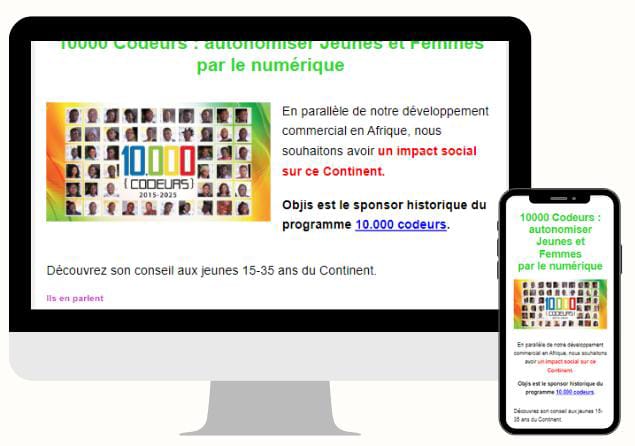 10000 Codeurs : autonomiser Jeunes et Femmes
par le numérique
10.000
{CODEURS}
2015-2025
En parallèle de notre développement
commercial en Afrique, nous
souhaitons avoir un impact social
sur ce Continent.
Objis est le sponsor historique du
programme 10.000 codeurs.
Découvrez son conseil aux jeunes 15-35 ans du Continent.
Ils en parlent
10000 Codeurs :
autonomiser
Jeunes et
Femmes
par le numérique
10.000
{CODEURS}
2015-2025
En parallèle de notre développement
commercial en Afrique, nous souhaitons
avoir un impact social sur ce
Continent.
Objis est le sponsor historique du
programme 10.000 codeurs.
Découvrez son conseil aux jeunes 15-
35 ans du Continent.